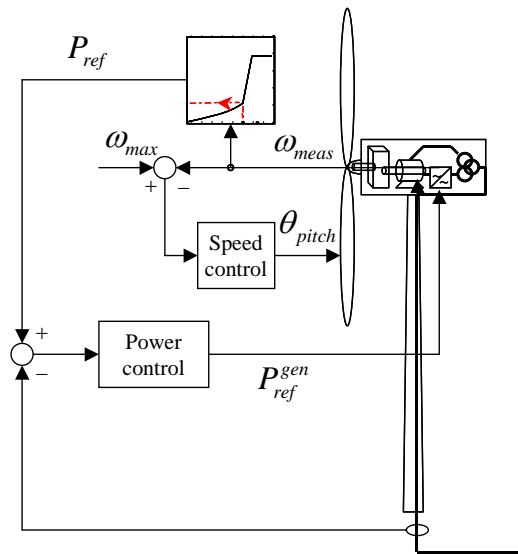 P_ref
ω_max
ω_meas
+
−
Speed
control
θ_pitch
+
−
Power
control
P_ref^gen
~